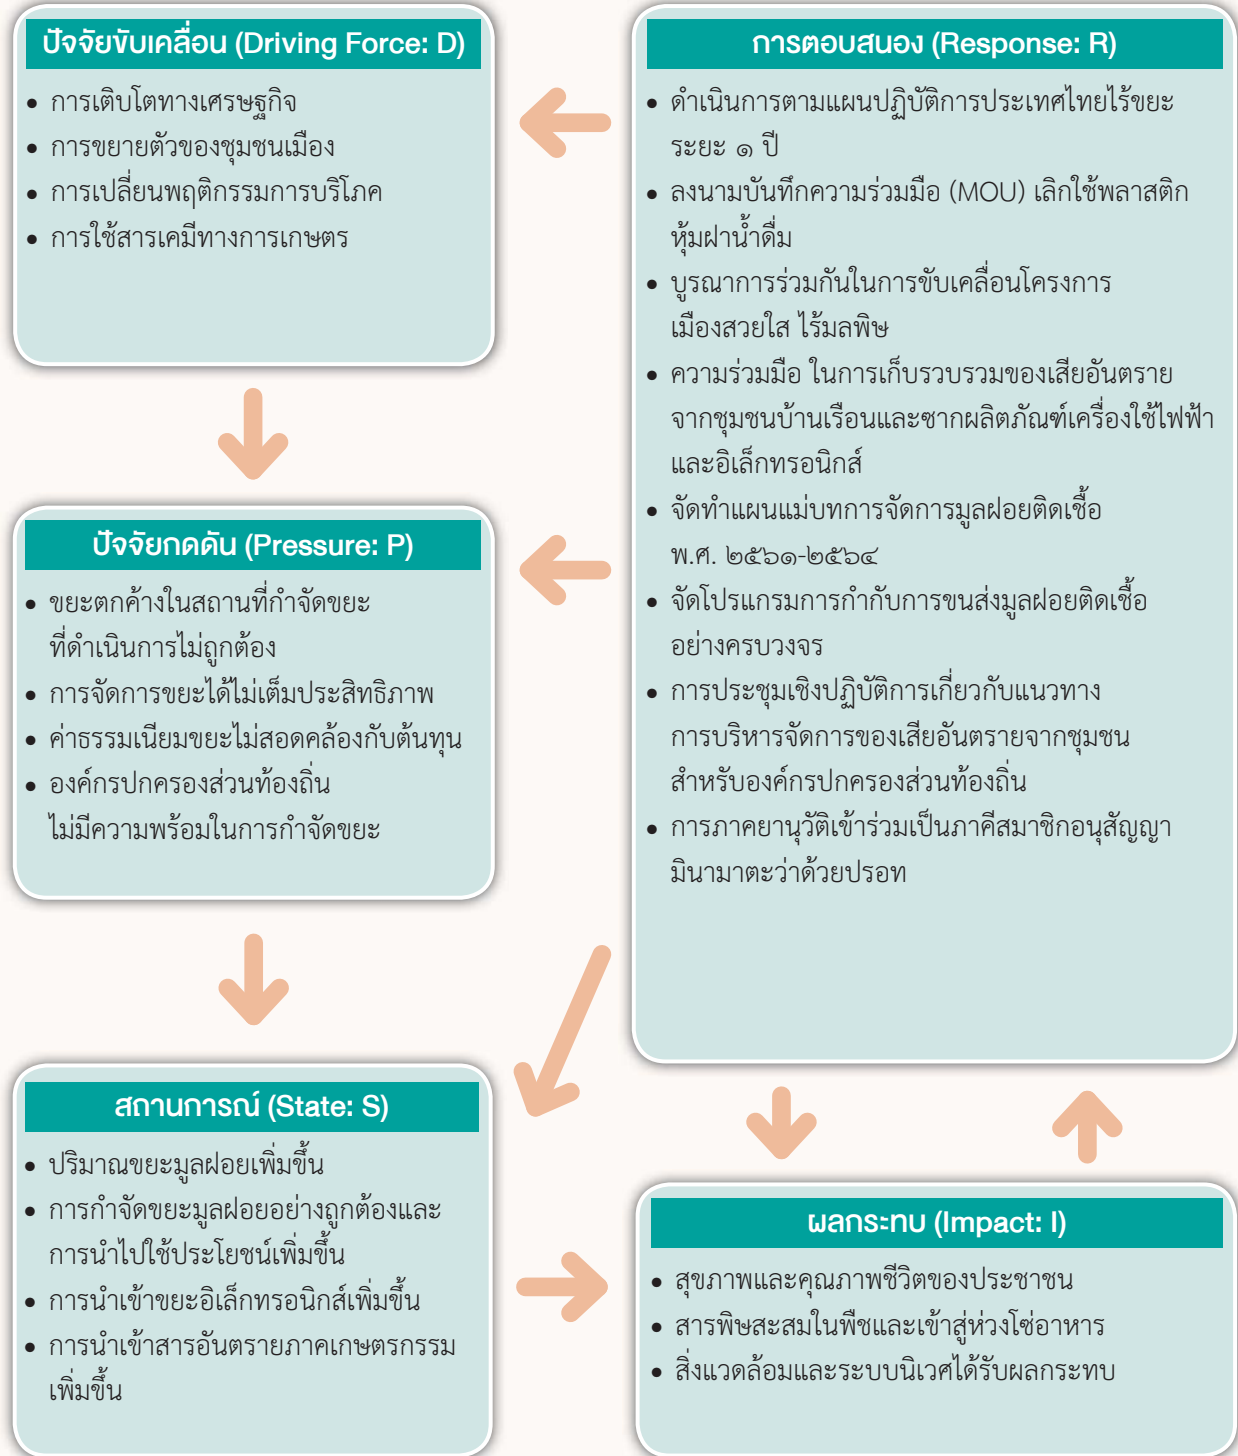 ปัจจัยขับเคลื่อน (Driving Force: D)
• การเติบโตทางเศรษฐกิจ
• การขยายตัวของชุมชนเมือง
• การเปลี่ยนพฤติกรรมการบริโภค
• การใช้สารเคมีทางการเกษตร
ปัจจัยกดดัน (Pressure: P)
• ขยะตกค้างในสถานที่กำจัดขยะ
ที่ดำเนินการไม่ถูกต้อง
• การจัดการขยะได้ไม่เต็มประสิทธิภาพ
• ค่าธรรมเนียมขยะไม่สอดคล้องกับต้นทุน
• องค์กรปกครองส่วนท้องถิ่น
ไม่มีความพร้อมในการกำจัดขยะ
สถานการณ์ (State: S)
• ปริมาณขยะมูลฝอยเพิ่มขึ้น
• การกำจัดขยะมูลฝอยอย่างถูกต้องและ
การนำไปใช้ประโยชน์เพิ่มขึ้น
• การนำเข้าขยะอิเล็กทรอนิกส์เพิ่มขึ้น
• การนำเข้าสารอันตรายภาคเกษตรกรรม
เพิ่มขึ้น
การตอบสนอง (Response: R)
• ดำเนินการตามแผนปฏิบัติการประเทศไทยไร้ขยะ
ระยะ ๑ ปี
• ลงนามบันทึกความร่วมมือ (MOU) เลิกใช้พลาสติก
หุ้มฝาน้ำดื่ม
• บูรณาการร่วมกันในการขับเคลื่อนโครงการ
เมืองสวยใส ไร้มลพิษ
• ความร่วมมือ ในการเก็บรวบรวมของเสียอันตราย
จากชุมชนบ้านเรือนและซากผลิตภัณฑ์เครื่องใช้ไฟฟ้า
และอิเล็กทรอนิกส์
• จัดทำแผนแม่บทการจัดการมูลฝอยติดเชื้อ
พ.ศ. ๒๕๖๑-๒๕๖๔
• จัดโปรแกรมการกำกับการขนส่งมูลฝอยติดเชื้อ
อย่างครบวงจร
• การประชุมเชิงปฏิบัติการเกี่ยวกับแนวทาง
การบริหารจัดการของเสียอันตรายจากชุมชน
สำหรับองค์กรปกครองส่วนท้องถิ่น
• การภาคยานุวัติเข้าร่วมเป็นภาคีสมาชิกอนุสัญญา
มินามาตะว่าด้วยปรอท
ผลกระทบ (Impact: I)
• สุขภาพและคุณภาพชีวิตของประชาชน
• สารพิษสะสมในพืชและเข้าสู่ห่วงโซ่อาหาร
• สิ่งแวดล้อมและระบบนิเวศได้รับผลกระทบ